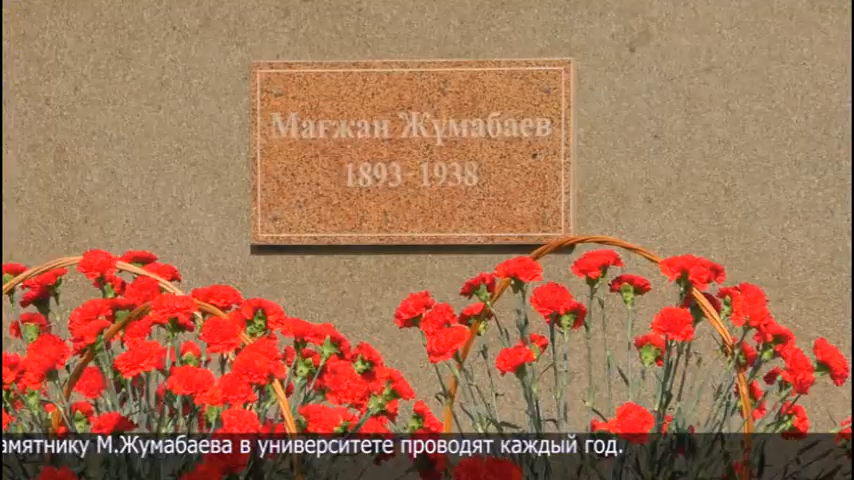 Мағжан Жұмабаев
1893-1938
амятнику М.Жумабаева в университете проводят каждый год.